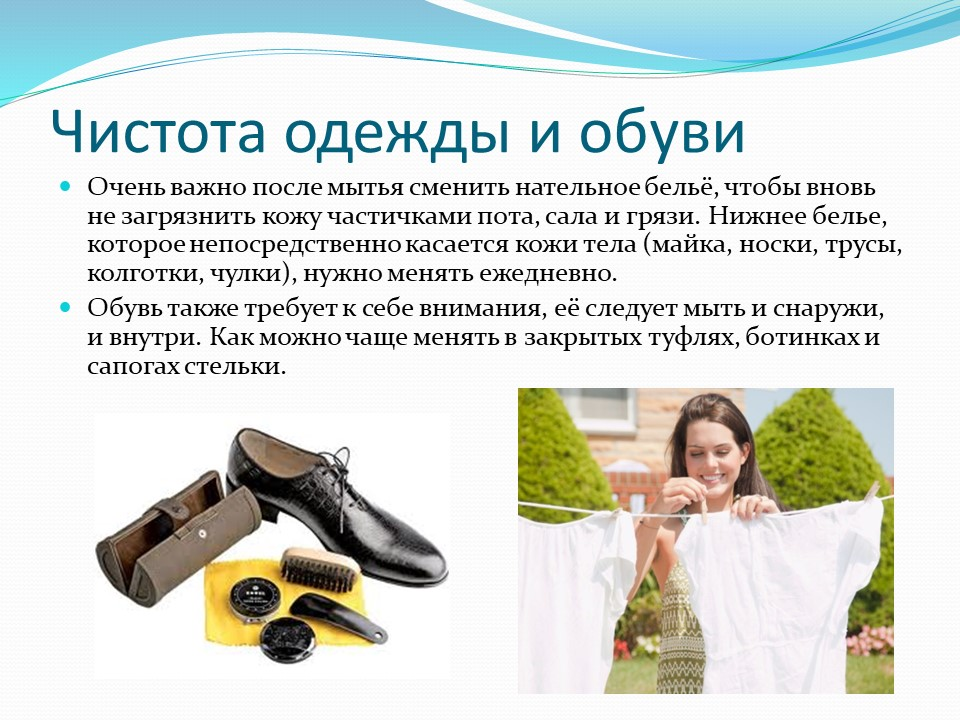 Чистота одежды и обуви
Очень важно после мытья сменить нательное бельё, чтобы вновь
не загрязнить кожу частичками пота, сала и грязи. Нижнее белье,
которое непосредственно касается кожи тела (майка, носки, трусы,
колготки, чулки), нужно менять ежедневно.
Обувь также требует к себе внимания, её следует мыть и снаружи,
и внутри. Как можно чаще менять в закрытых туфлях, ботинках и
сапогах стельки.